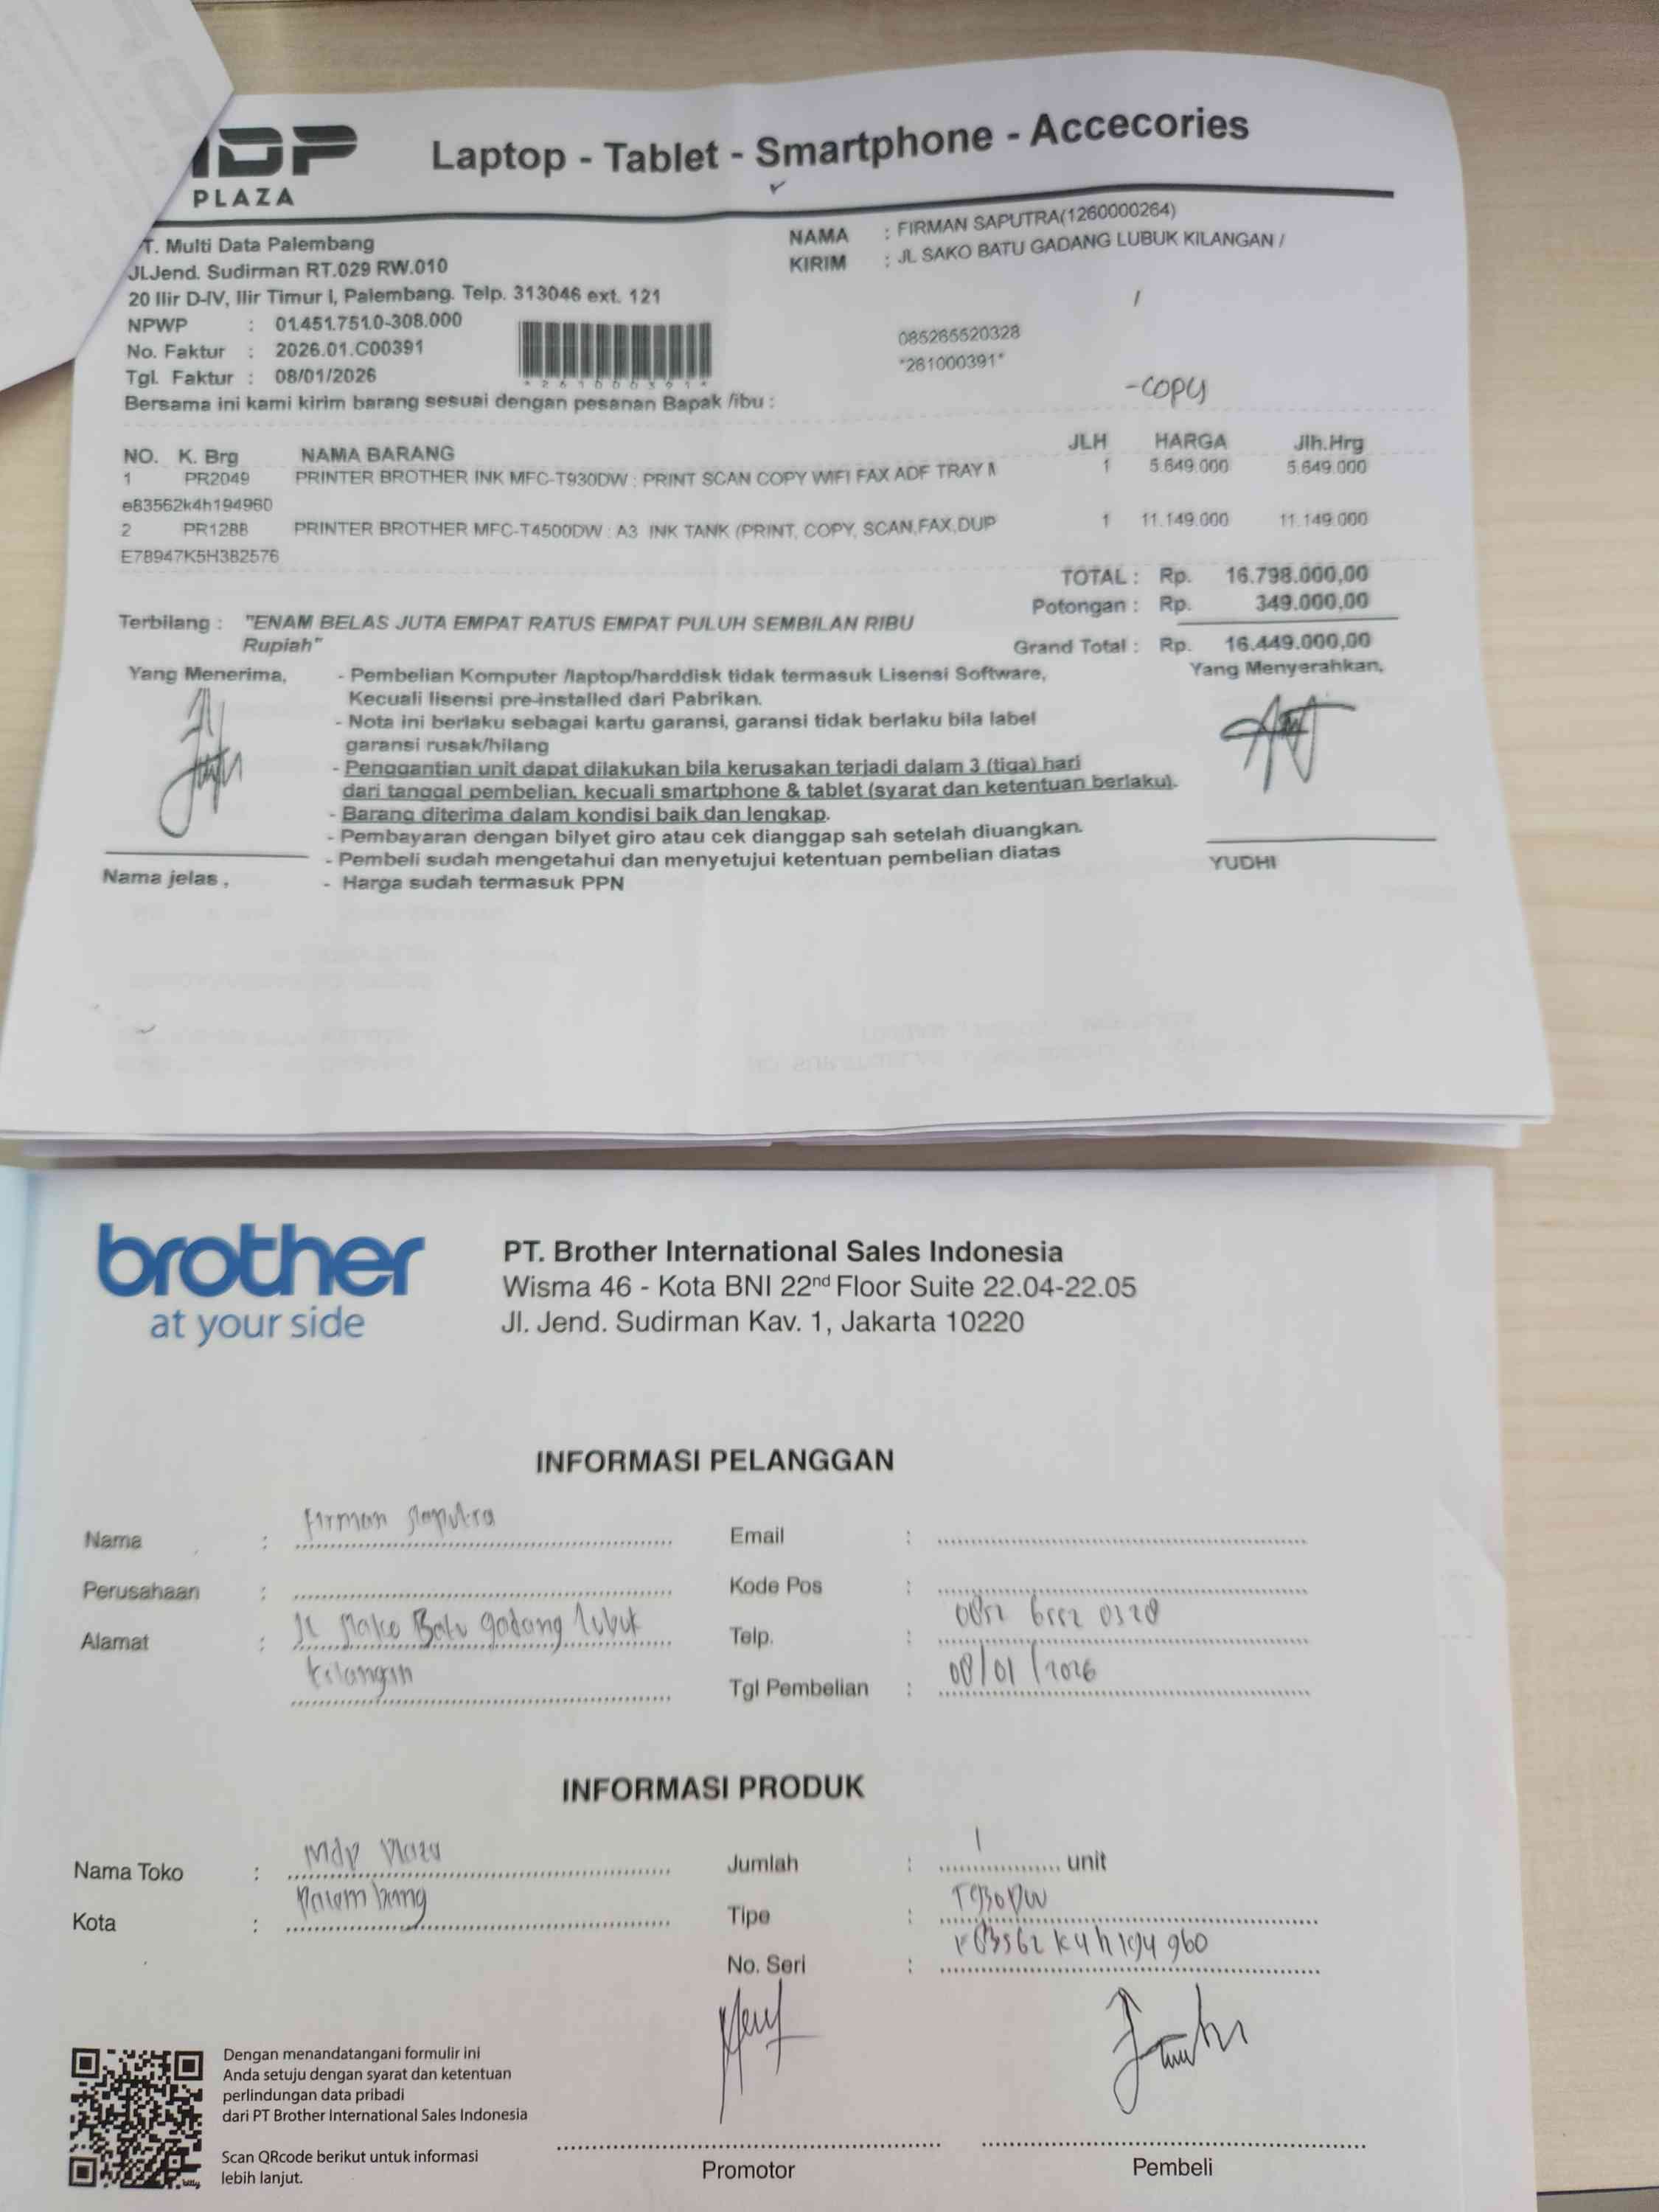 DP
PLAZA
Laptop - Tablet - Smartphone - Accecories
T. Multi Data Palembang
Jl.Jend. Sudirman RT.029 RW.010
20 Ilir D-IV, Ilir Timur I, Palembang. Telp. 313046 ext. 121
NPWP : 01.451.751.0-308.000
No. Faktur : 2026.01.C00391
Tgl. Faktur : 08/01/2026
*261000391*
NAMA : FIRMAN SAPUTRA(1260000264)
KIRIM : JL SAKO BATU GADANG LUBUK KILANGAN /
/
085265520328
*261000391*
-copy
Bersama ini kami kirim barang sesuai dengan pesanan Bapak /ibu :
NO. K. Brg NAMA BARANG JLH HARGA Jlh.Hrg
1 PR2049 PRINTER BROTHER INK MFC-T930DW : PRINT SCAN COPY WIFI FAX ADF TRAY 1 5.649.000 5.649.000
e83562k4h194960
2 PR1288 PRINTER BROTHER MFC-T4500DW : A3 INK TANK (PRINT, COPY, SCAN,FAX,DUP 1 11.149.000 11.149.000
E78947K5H382576
TOTAL : Rp. 16.798.000,00
Potongan : Rp. 349.000,00
Grand Total : Rp. 16.449.000,00
Terbilang : "ENAM BELAS JUTA EMPAT RATUS EMPAT PULUH SEMBILAN RIBU
Rupiah"
Yang Menerima,
Nama jelas ,
- Pembelian Komputer /laptop/harddisk tidak termasuk Lisensi Software,
Kecuali lisensi pre-installed dari Pabrikan.
- Nota ini berlaku sebagai kartu garansi, garansi tidak berlaku bila label
garansi rusak/hilang
- Penggantian unit dapat dilakukan bila kerusakan terjadi dalam 3 (tiga) hari
dari tanggal pembelian, kecuali smartphone & tablet (syarat dan ketentuan berlaku).
- Barang diterima dalam kondisi baik dan lengkap.
- Pembayaran dengan bilyet giro atau cek dianggap sah setelah diuangkan.
- Pembeli sudah mengetahui dan menyetujui ketentuan pembelian diatas
- Harga sudah termasuk PPN
Yang Menyerahkan,
YUDHI
brother
at your side
PT. Brother International Sales Indonesia
Wisma 46 - Kota BNI 22nd Floor Suite 22.04-22.05
Jl. Jend. Sudirman Kav. 1, Jakarta 10220
INFORMASI PELANGGAN
Nama : Firman Saputra
Perusahaan :
Alamat : Jl Sako Batu gadang lubuk
kilangan
Email :
Kode Pos :
Telp. : 0852 6552 0328
Tgl Pembelian : 08/01/2026
INFORMASI PRODUK
Nama Toko : Mdp Plaza
Kota : Palembang
Jumlah : 1 unit
Tipe : T930DW
No. Seri : E83562K4h194960
Dengan menandatangani formulir ini
Anda setuju dengan syarat dan ketentuan
perlindungan data pribadi
dari PT Brother International Sales Indonesia
Scan QRcode berikut untuk informasi
lebih lanjut.
Promotor
Pembeli